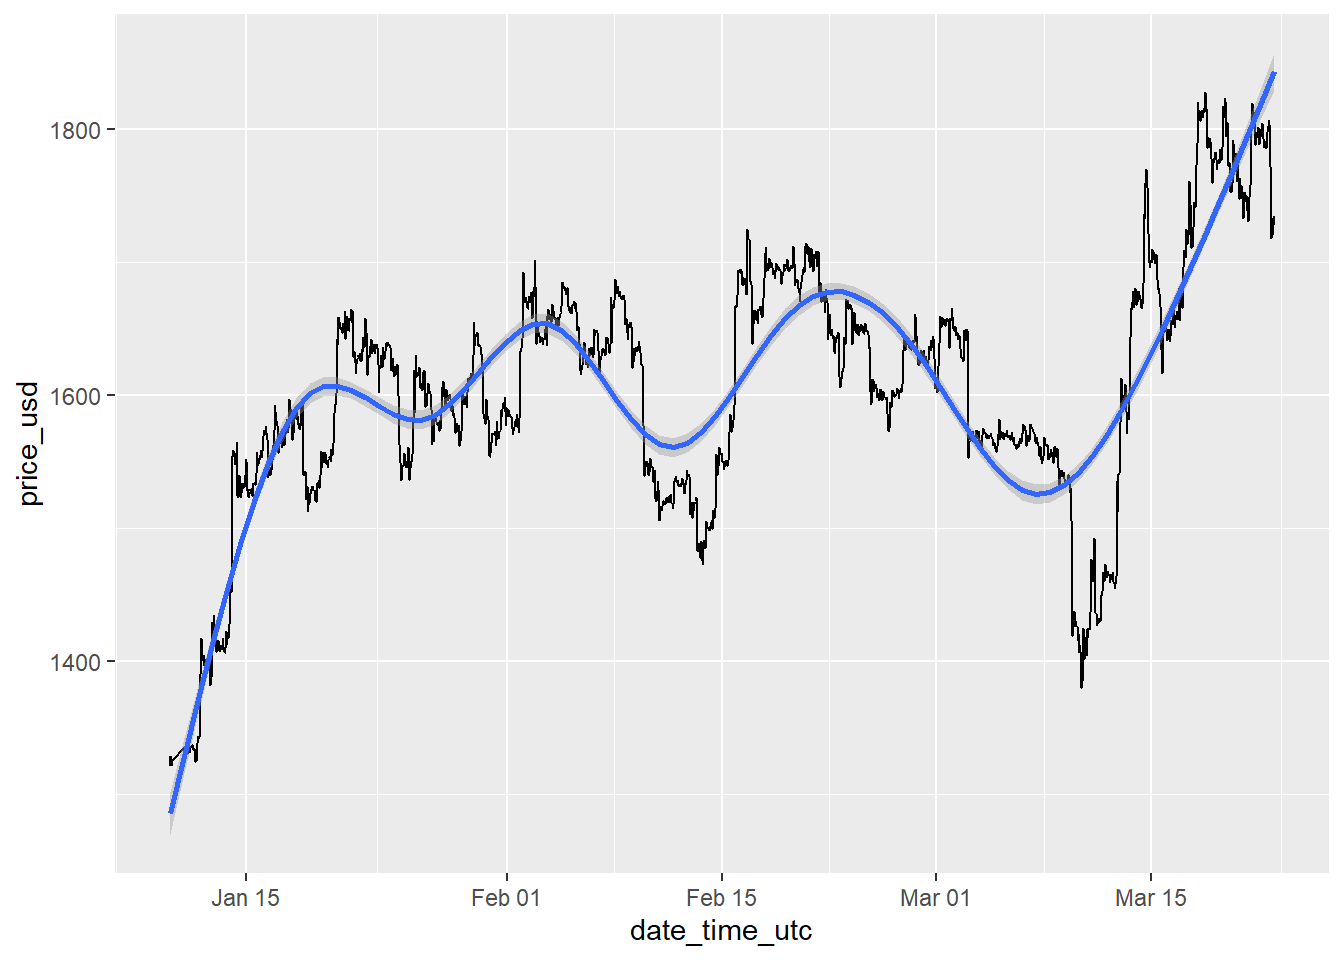 price_usd
1800
1600
1400
Jan 15
Feb 01
Feb 15
Mar 01
Mar 15
date_time_utc